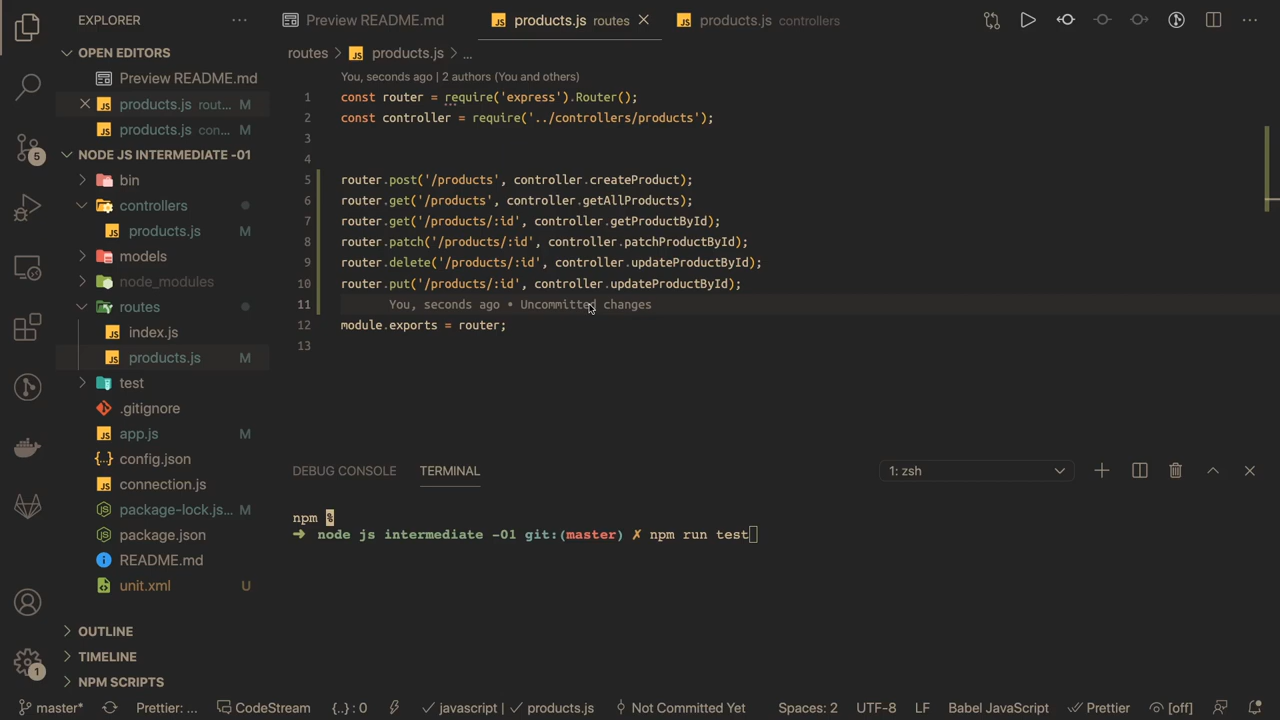 EXPLORER
OPEN EDITORS
Preview README.md
products.js rout... M
products.js con... M
NODE JS INTERMEDIATE -01
bin
controllers
products.js
models
node_modules
routes
index.js
products.js M
test
.gitignore
app.js M
config.json
connection.js
package-lock.js... M
package.json
README.md
unit.xml U
OUTLINE
TIMELINE
NPM SCRIPTS
5
1
Preview README.md
products.js routes
products.js controllers
routes > products.js > ...
You, seconds ago | 2 authors (You and others)
1 const router = require('express').Router();
2 const controller = require('../controllers/products');
3
4
5 router.post('/products', controller.createProduct);
6 router.get('/products', controller.getAllProducts);
7 router.get('/products/:id', controller.getProductById);
8 router.patch('/products/:id', controller.patchProductById);
9 router.delete('/products/:id', controller.updateProductById);
10 router.put('/products/:id', controller.updateProductById);
11 You, seconds ago • Uncommitted changes
12 module.exports = router;
13
DEBUG CONSOLE TERMINAL 1: zsh
npm %
➜ node js intermediate -01 git:(master) ✗ npm run test
master* Prettier: ... CodeStream {..} : 0 javascript | products.js Not Committed Yet Spaces: 2 UTF-8 LF Babel JavaScript Prettier [off]